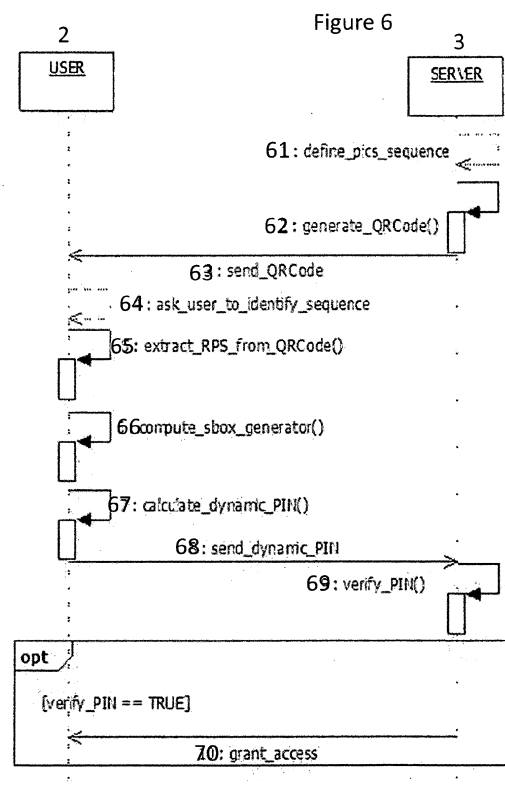 Figure 6
2
3
USER
SERVER
61: define_pics_sequence
62: generate_QRCode()
63: send_QRCode
64: ask_user_to_identify_sequence
65: extract_RPS_from_QRCode()
66compute_sbox_generator()
67: calculate_dynamic_PIN()
68: send_dynamic_PIN
69: verify_PIN()
opt
[verify_PIN == TRUE]
70: grant_access